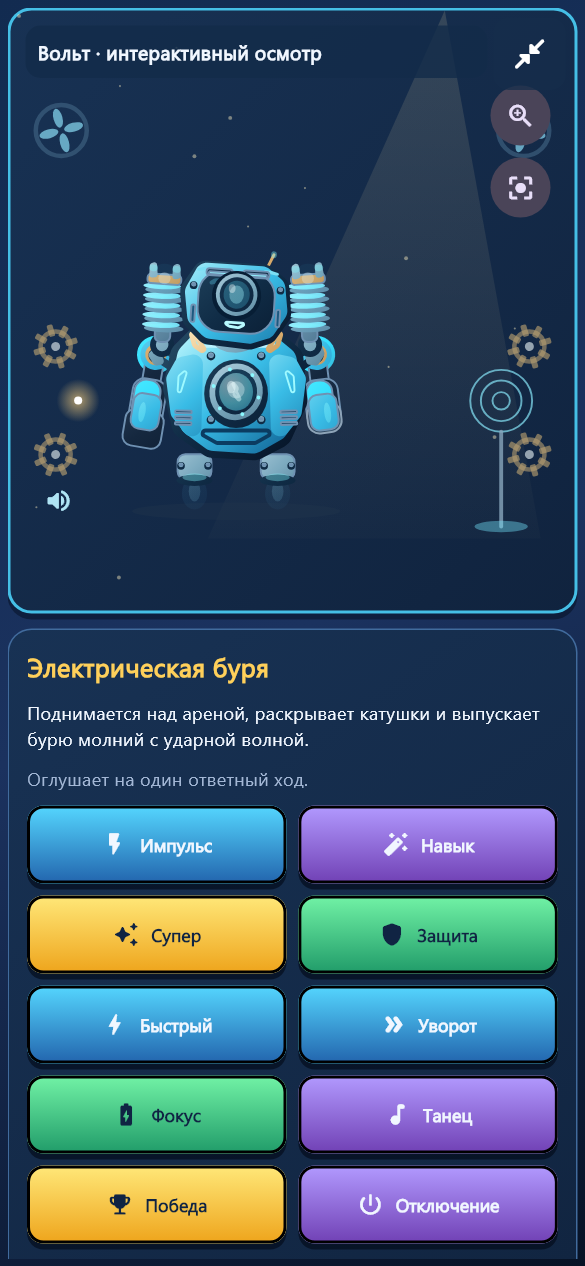 Вольт · интерактивный осмотр
Электрическая буря
Поднимается над ареной, раскрывает катушки и выпускает
бурю молний с ударной волной.
Оглушает на один ответный ход.
Импульс
Навык
Супер
Защита
Быстрый
Уворот
Фокус
Танец
Победа
Отключение